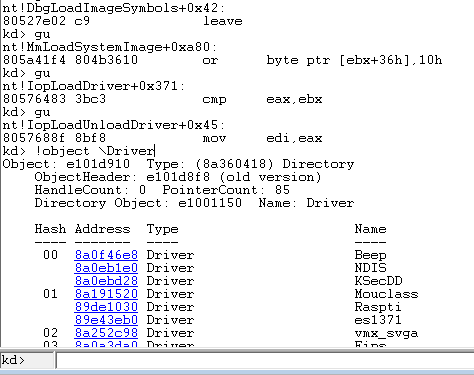 nt!DbgLoadImageSymbols+0x42:
80527e02 c9              leave
kd> gu
nt!MmLoadSystemImage+0xa80:
805a41f4 804b3610        or      byte ptr [ebx+36h],10h
kd> gu
nt!IopLoadDriver+0x371:
80576483 3bc3            cmp     eax,ebx
kd> gu
nt!IopLoadUnloadDriver+0x45:
8057688f 8bf8            mov     edi,eax
kd> !object \Driver
Object: e101d910  Type: (8a360418) Directory
    ObjectHeader: e101d8f8 (old version)
    HandleCount: 0  PointerCount: 85
    Directory Object: e1001150  Name: Driver
    Hash Address  Type                      Name
    ---- -------  ----                      ----
     00  8a0f46e8 Driver                    Beep
         8a0eb1e0 Driver                    NDIS
         8a0ebd28 Driver                    KSecDD
     01  8a191520 Driver                    Mouclass
         89de1030 Driver                    Raspti
         89e43eb0 Driver                    es1371
     02  8a252c98 Driver                    vmx_svga
     03  8a0a3da0 Driver                    Fips
kd>